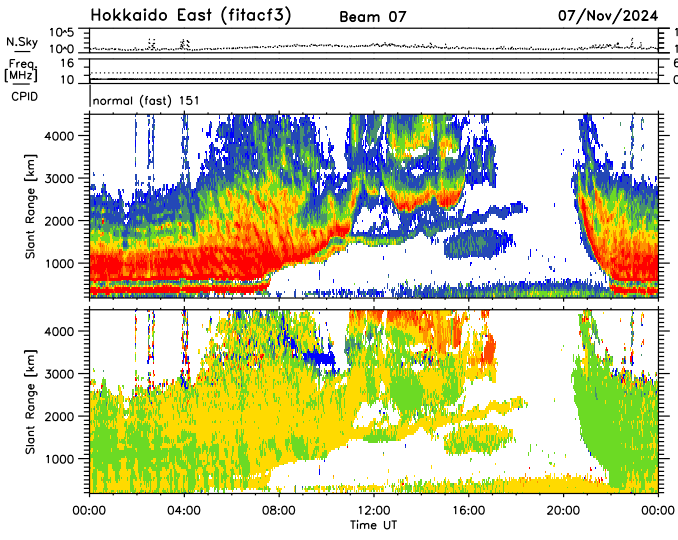 Hokkaido East (fitacf3) Beam 07 07/Nov/2024
N.Sky 10^5 10^0 1 1
Freq. [MHz] 16 10 6 0
CPID normal (fast) 151
Slant Range [km] 4000 3000 2000 1000
Slant Range [km] 4000 3000 2000 1000
00:00 04:00 08:00 12:00 16:00 20:00 00:00
Time UT